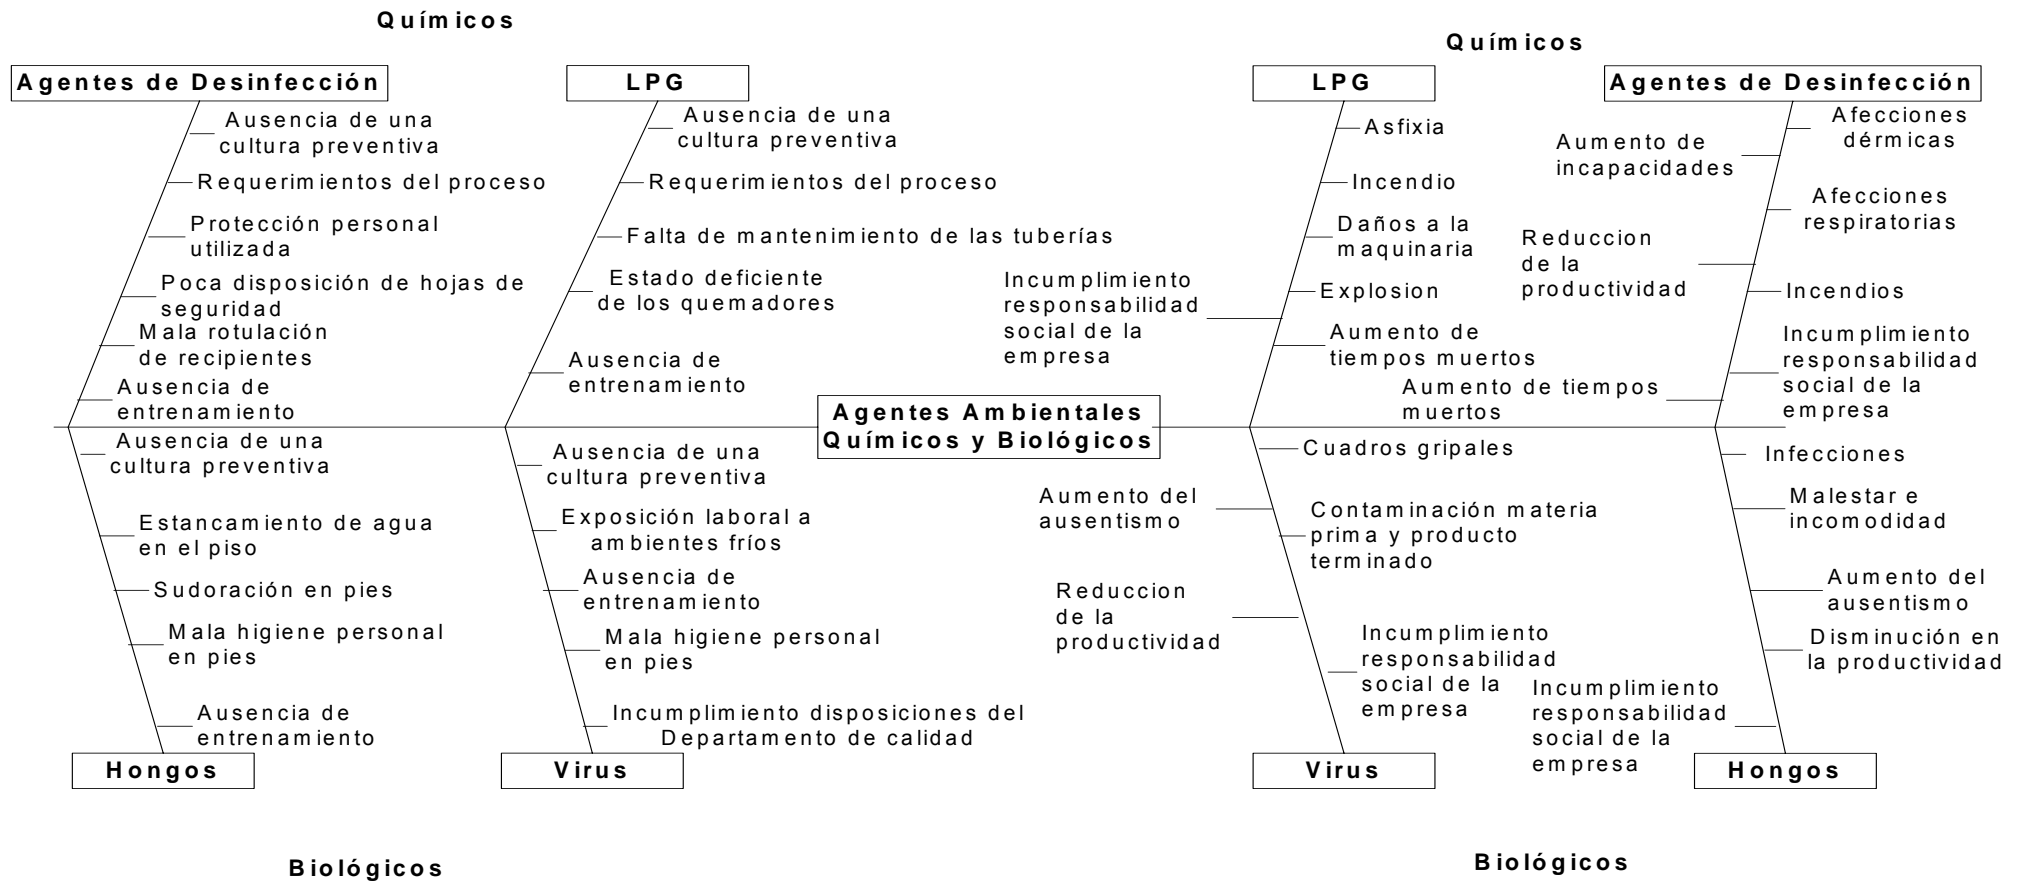 Químicos
Agentes de Desinfección
Ausencia de una
cultura preventiva
Requerimientos del proceso
Protección personal
utilizada
Poca disposición de hojas de
seguridad
Mala rotulación
de recipientes
Ausencia de
entrenamiento
LPG
Ausencia de una
cultura preventiva
Requerimientos del proceso
Falta de mantenimiento de las tuberías
Estado deficiente
de los quemadores
Ausencia de
entrenamiento
Ausencia de una
cultura preventiva
Estancamiento de agua
en el piso
Sudoración en pies
Mala higiene personal
en pies
Ausencia de
entrenamiento
Hongos
Ausencia de una
cultura preventiva
Exposición laboral a
ambientes fríos
Ausencia de
entrenamiento
Mala higiene personal
en pies
Incumplimiento disposiciones del
Departamento de calidad
Virus
Biológicos
Agentes Ambientales
Químicos y Biológicos
Químicos
LPG
Asfixia
Incendio
Daños a la
maquinaria
Explosion
Incumplimiento
responsabilidad
social de la
empresa
Aumento de
tiempos muertos
Agentes de Desinfección
Afecciones
dérmicas
Aumento de
incapacidades
Afecciones
respiratorias
Reduccion
de la
productividad
Incendios
Incumplimiento
responsabilidad
social de la
empresa
Aumento de tiempos
muertos
Cuadros gripales
Aumento del
ausentismo
Contaminación materia
prima y producto
terminado
Reduccion
de la
productividad
Incumplimiento
responsabilidad
social de la
empresa
Virus
Infecciones
Malestar e
incomodidad
Aumento del
ausentismo
Disminución en
la productividad
Incumplimiento
responsabilidad
social de la
empresa
Hongos
Biológicos